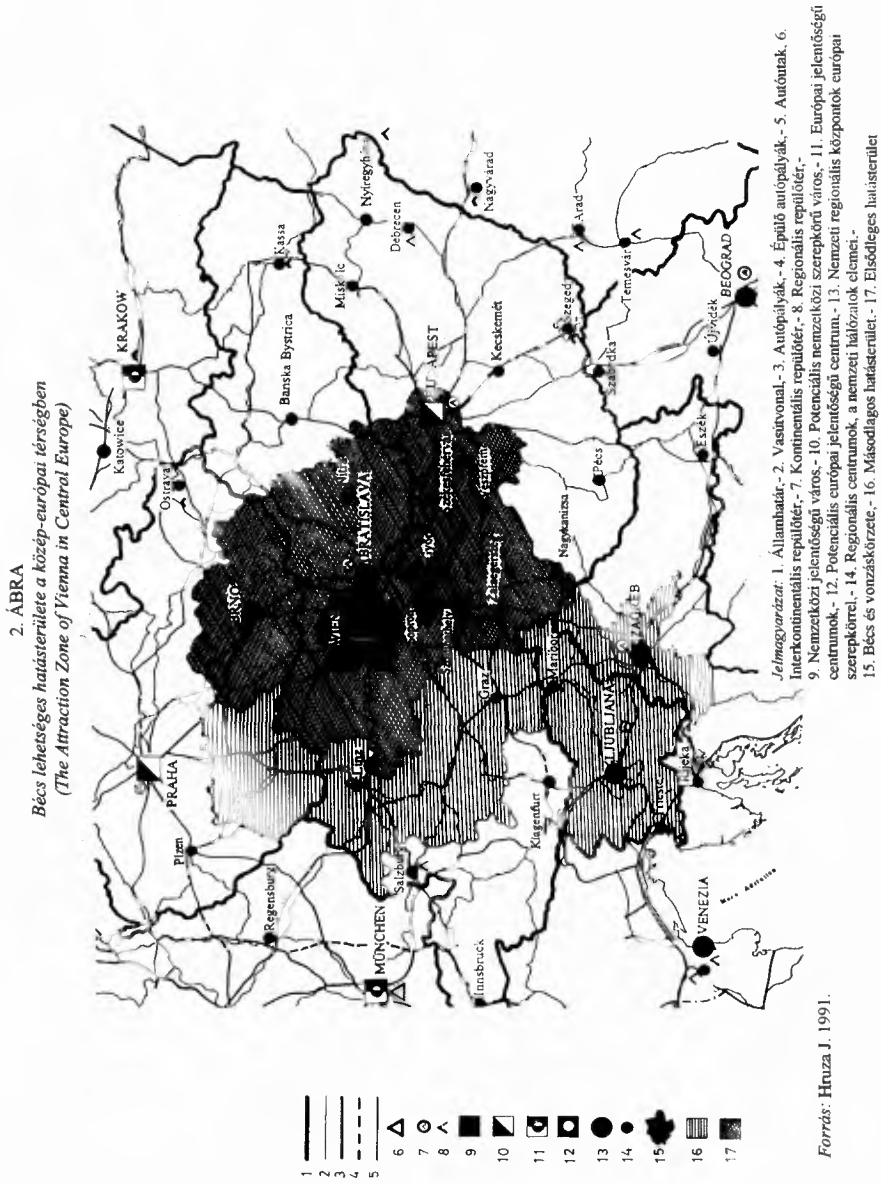 2. ÁBRA
Bécs lehetséges hatásterülete a közép-európai térségben
(The Attraction Zone of Vienna in Central Europe)
KRAKOW
Katowice
Ostrava
PRAHA
Plzen
Regensburg
MÜNCHEN
Salzburg
Innsbruck
Linz
BRNO
BRATISLAVA
Banska Bystrica
Kassa
Nyíregyh
Misk lc
Debrecen
Nagyvárad
Kecskemét
Arad
Temesvár
Szeged
Újvidék
BEOGRAD
Eszék
Pécs
Nagykanizsa
ZAGREB
Maribor
Graz
Klagenfurt
LJUBLJANA
Rijeka
VENEZIA
1
2
3
4
5
6
7
8
9
10
11
12
13
14
15
16
17
Jelmagyarázat: 1. Államhatár,- 2. Vasútvonal,- 3. Autópályák,- 4. Épülő autópályák,- 5. Autóutak, 6.
Interkontinentális repülőtér,- 7. Kontinentális repülőtér,- 8. Regionális repülőtér,-
9. Nemzetközi jelentőségű város,- 10. Potenciális nemzetközi szerepkörű város,- 11. Európai jelentőségű
centrumok,- 12. Potenciális európai jelentőségű centrum,- 13. Nemzeti regionális központok európai
szerepkörrel,- 14. Regionális centrumok, a nemzeti hálózatok elemei.-
15. Bécs és vonzáskörzete,- 16. Másodlagos hatásterület,- 17. Elsődleges hatásterület
Forrás: Hruza J. 1991.